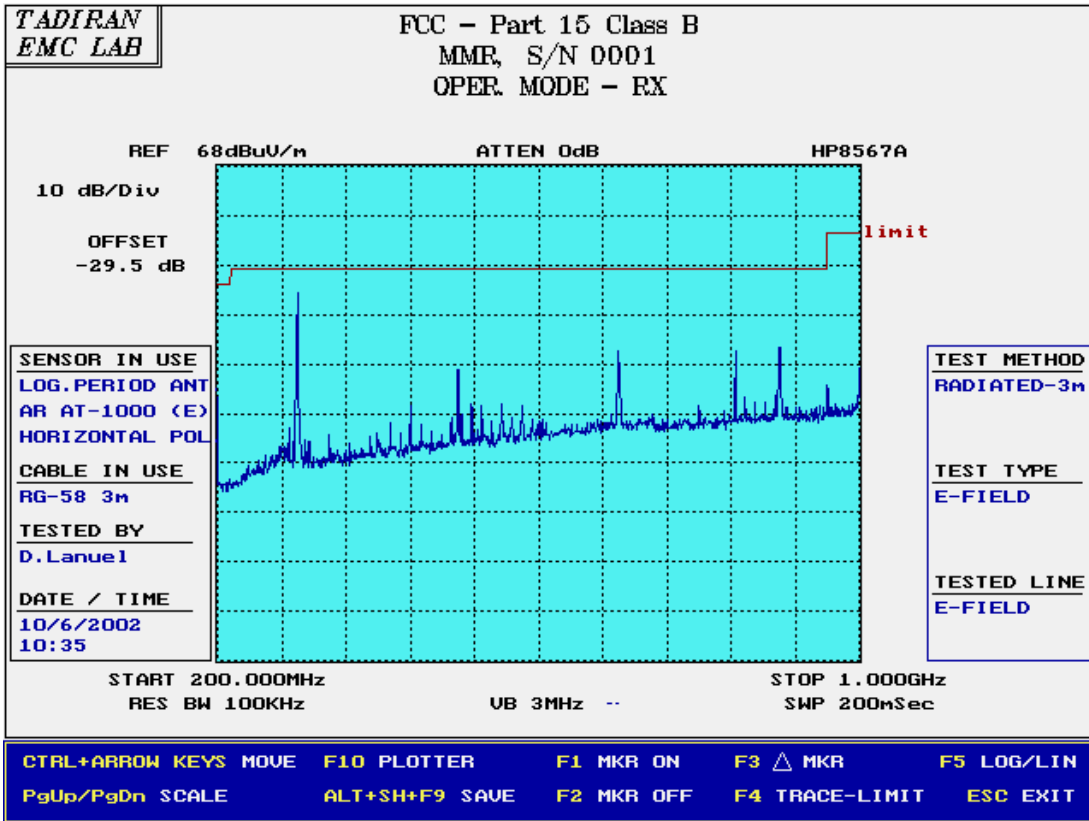 TADIRAN
EMC LAB
FCC – Part 15 Class B
MMR, S/N 0001
OPER. MODE – RX
REF 68dBuV/m ATTEN 0dB HP8567A
10 dB/Div
OFFSET
-29.5 dB
limit
SENSOR IN USE
LOG.PERIOD ANT
AR AT-1000 (E)
HORIZONTAL POL
CABLE IN USE
RG-58 3m
TESTED BY
D.Lanuel
DATE / TIME
10/6/2002
10:35
TEST METHOD
RADIATED-3m
TEST TYPE
E-FIELD
TESTED LINE
E-FIELD
START 200.000MHz STOP 1.000GHz
RES BW 100KHz VB 3MHz -- SWP 200mSec
CTRL+ARROW KEYS MOVE F10 PLOTTER F1 MKR ON F3 △ MKR F5 LOG/LIN
PgUp/PgDn SCALE ALT+SH+F9 SAVE F2 MKR OFF F4 TRACE-LIMIT ESC EXIT